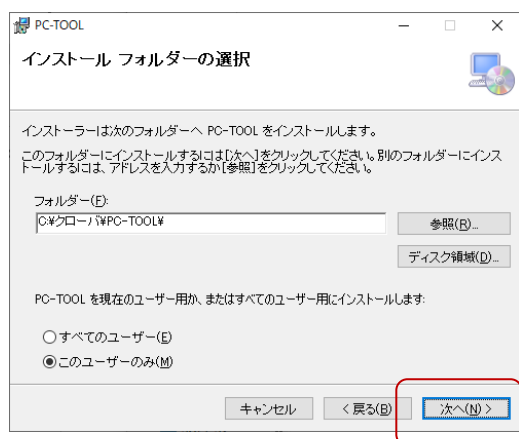 PC-TOOL
インストール フォルダーの選択
インストーラーは次のフォルダーへ PC-TOOL をインストールします。
このフォルダーにインストールするには[次へ]をクリックしてください。別のフォルダーにインス
トールするには、アドレスを入力するか[参照]をクリックしてください。
フォルダー(F):
C:¥クローバ¥PC-TOOL¥
参照(R)...
ディスク領域(D)...
PC-TOOL を現在のユーザー用か、またはすべてのユーザー用にインストールします:
すべてのユーザー(E)
このユーザーのみ(M)
キャンセル
< 戻る(B)
次へ(N) >